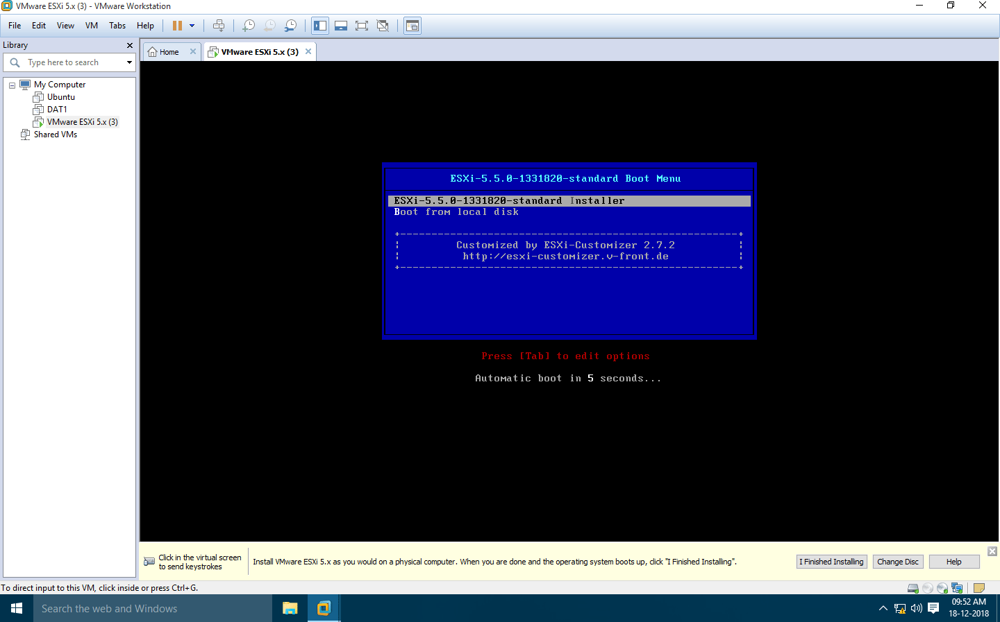 VMware ESXi 5.x (3) - VMware Workstation
File Edit View VM Tabs Help
Library
Home
VMware ESXi 5.x (3)
Type here to search
My Computer
Ubuntu
DAT1
VMware ESXi 5.x (3)
Shared VMs
ESXi-5.5.0-1331820-standard Boot Menu
ESXi-5.5.0-1331820-standard Installer
Boot from local disk
Customized by ESXi-Customizer 2.7.2
http://esxi-customizer.v-front.de
Press [Tab] to edit options
Automatic boot in 5 seconds...
Click in the virtual screen
to send keystrokes
Install VMware ESXi 5.x as you would on a physical computer. When you are done and the operating system boots up, click "I Finished Installing".
I Finished Installing
Change Disc
Help
To direct input to this VM, click inside or press Ctrl+G.
Search the web and Windows
09:52 AM
18-12-2018